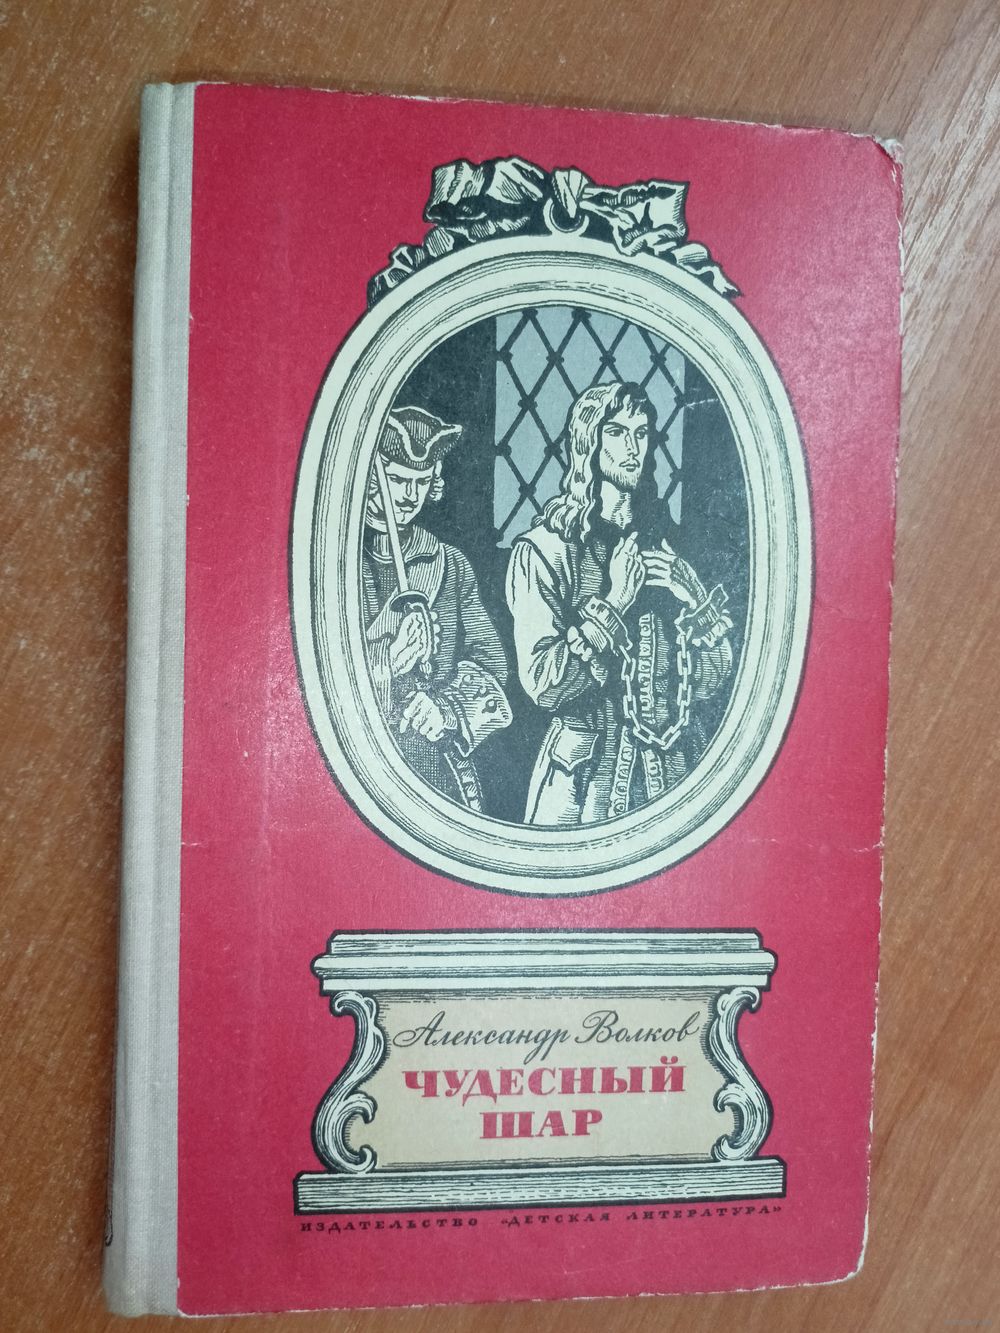 Александр Волков
ЧУДЕСНЫЙ
ШАР
ИЗДАТЕЛЬСТВО «ДЕТСКАЯ ЛИТЕРАТУРА»